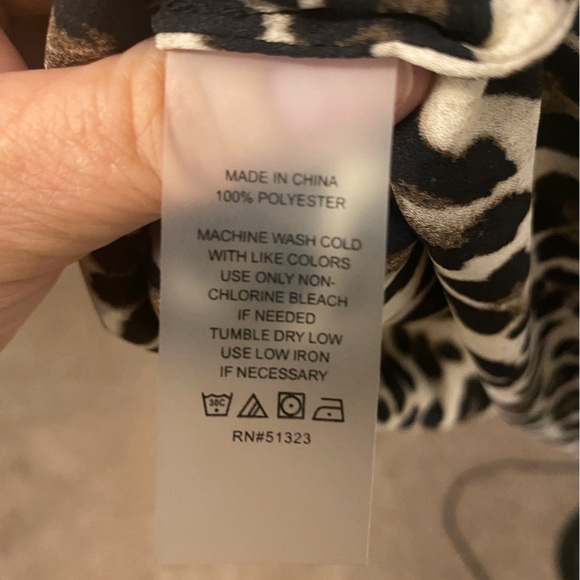 MADE IN CHINA
100% POLYESTER
MACHINE WASH COLD
WITH LIKE COLORS
USE ONLY NON-
CHLORINE BLEACH
IF NEEDED
TUMBLE DRY LOW
USE LOW IRON
IF NECESSARY
30C
RN#51323